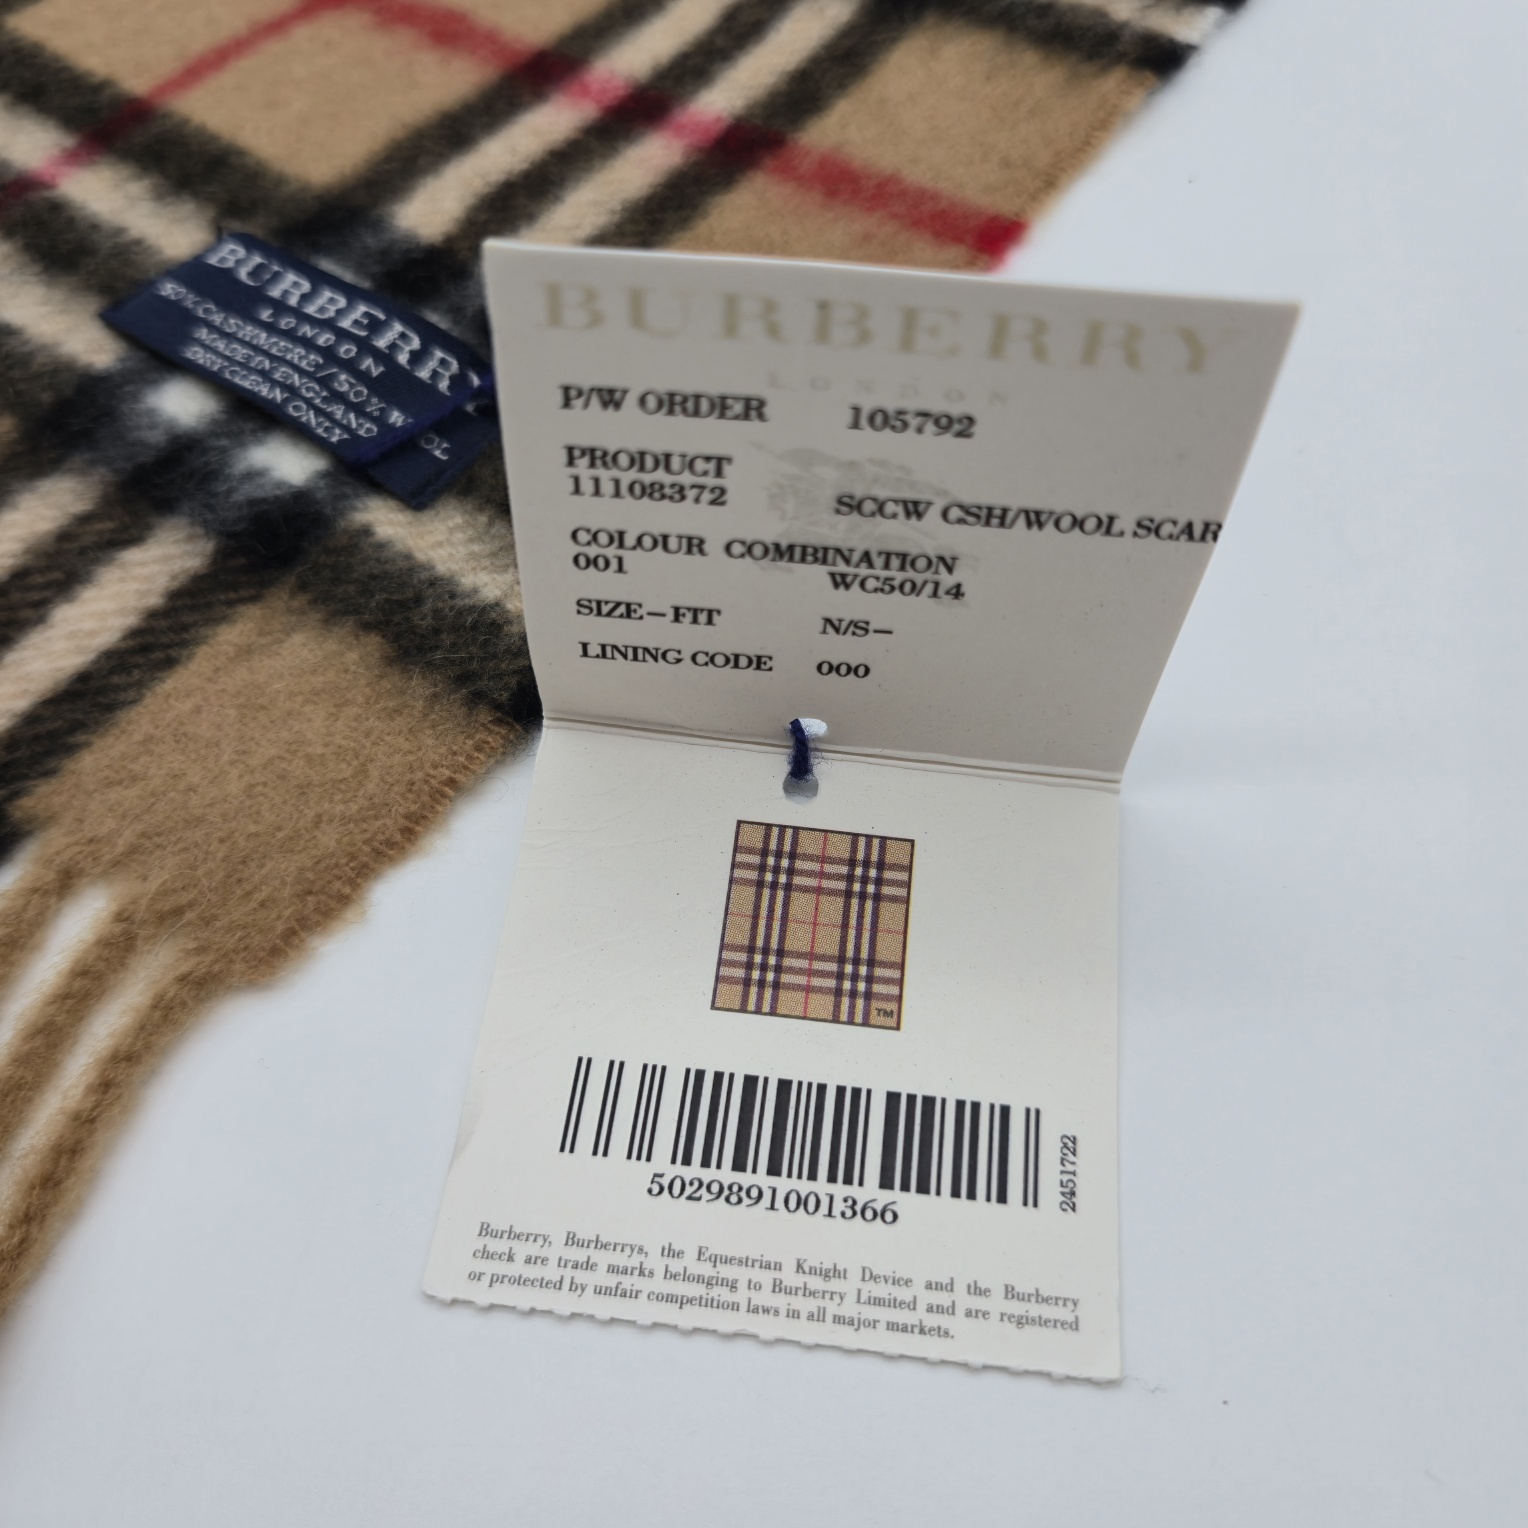 BURBERRY
LONDON
50% CASHMERE / 50% WOOL
MADE IN ENGLAND
DRY CLEAN ONLY
BURBERRY
LONDON
P/W ORDER 105792
PRODUCT
11108372 SCCW CSH/WOOL SCAR
COLOUR COMBINATION
001 WC50/14
SIZE-FIT N/S-
LINING CODE 000
TM
5029891001366
2451722
Burberry, Burberrys, the Equestrian Knight Device and the Burberry
check are trade marks belonging to Burberry Limited and are registered
or protected by unfair competition laws in all major markets.